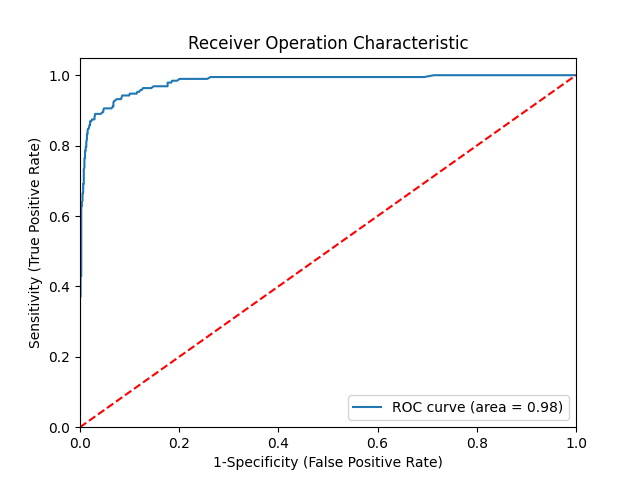 Receiver Operation Characteristic
1.0
0.8
0.6
0.4
0.2
0.0
Sensitivity (True Positive Rate)
ROC curve (area = 0.98)
0.0 0.2 0.4 0.6 0.8 1.0
1-Specificity (False Positive Rate)